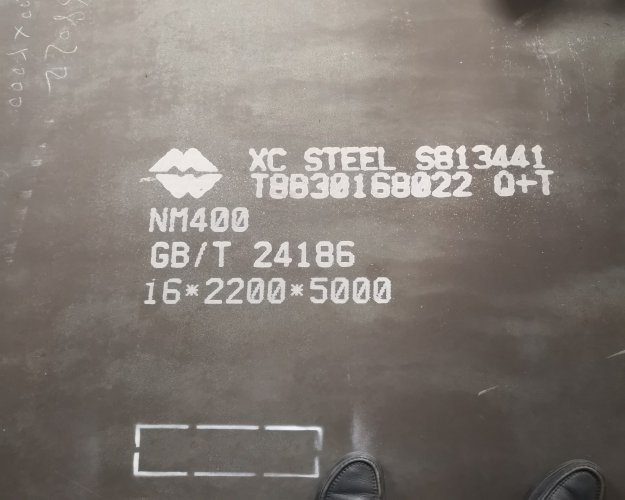 XC STEEL S813441
T8830168022 Q+T
NM400
GB/T 24186
16*2200*5000